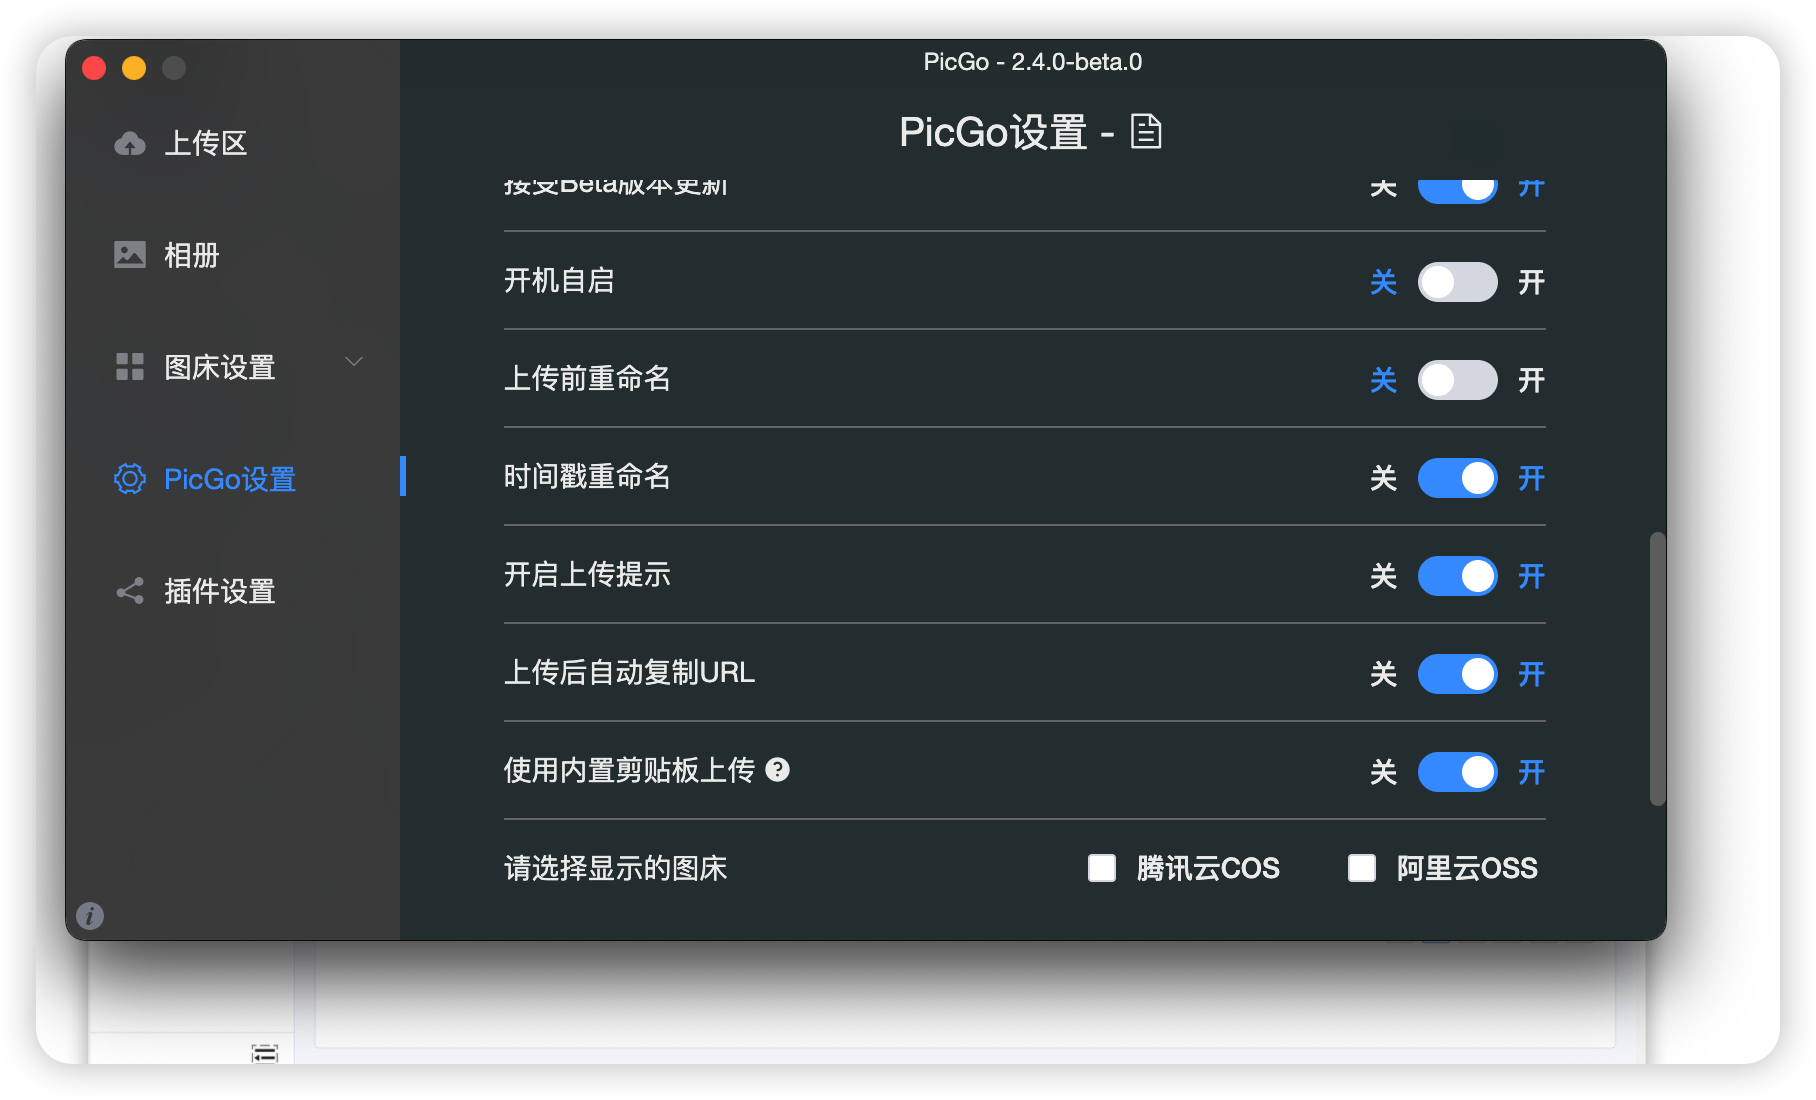 PicGo - 2.4.0-beta.0
上传区
相册
图床设置
PicGo设置
插件设置
PicGo设置 -
接受Beta版本更新 关 开
开机自启 关 开
上传前重命名 关 开
时间戳重命名 关 开
开启上传提示 关 开
上传后自动复制URL 关 开
使用内置剪贴板上传 ? 关 开
请选择显示的图床 腾讯云COS 阿里云OSS